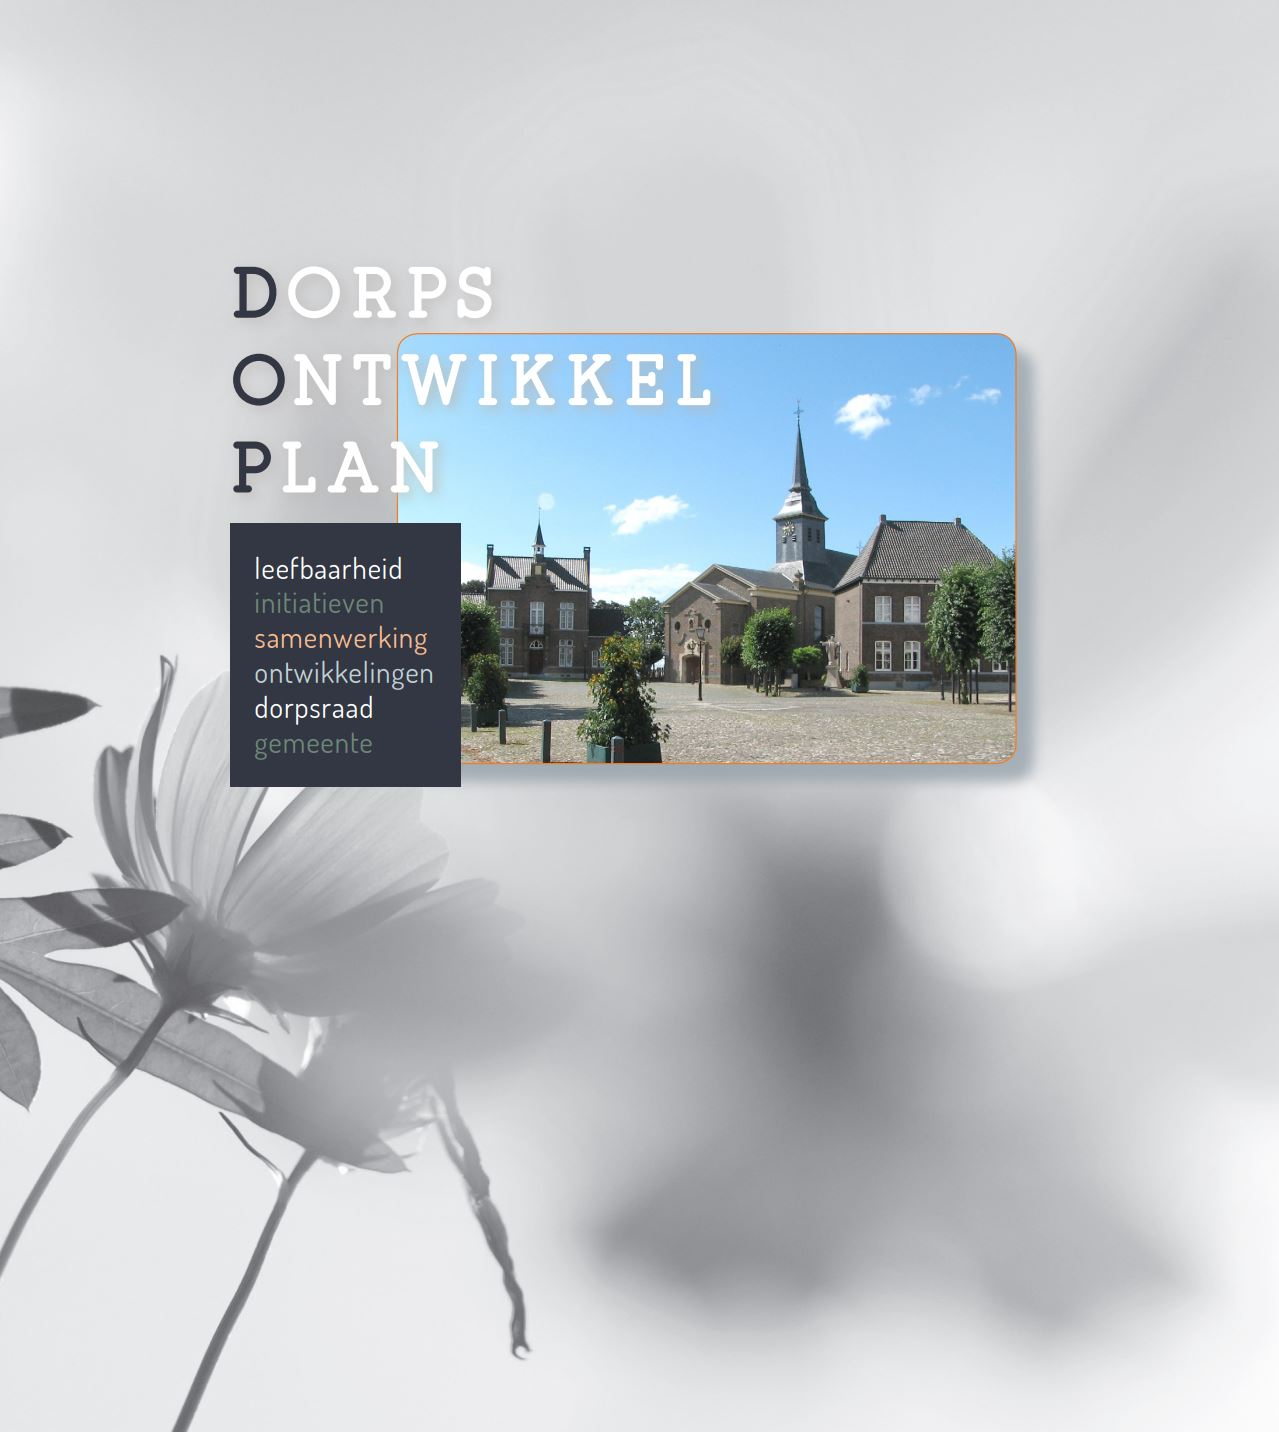 DORPS
ONTWIKKEL
PLAN
leefbaarheid
initiatieven
samenwerking
ontwikkelingen
dorpsraad
gemeente